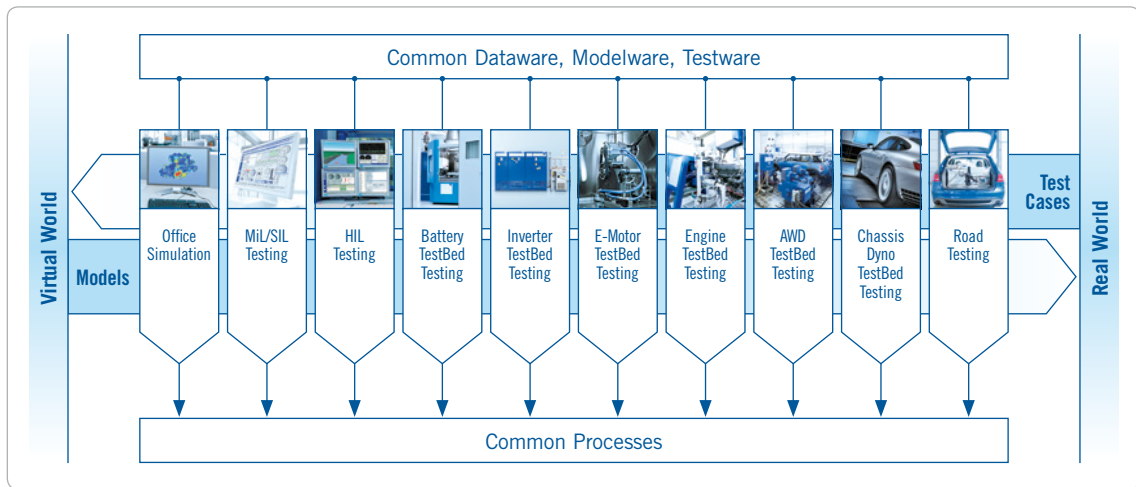 Common Dataware, Modelware, Testware
Virtual World
Real World
Test
Cases
Models
Office
Simulation
MiL/SIL
Testing
HIL
Testing
Battery
TestBed
Testing
Inverter
TestBed
Testing
E-Motor
TestBed
Testing
Engine
TestBed
Testing
AWD
TestBed
Testing
Chassis
Dyno
TestBed
Testing
Road
Testing
Common Processes